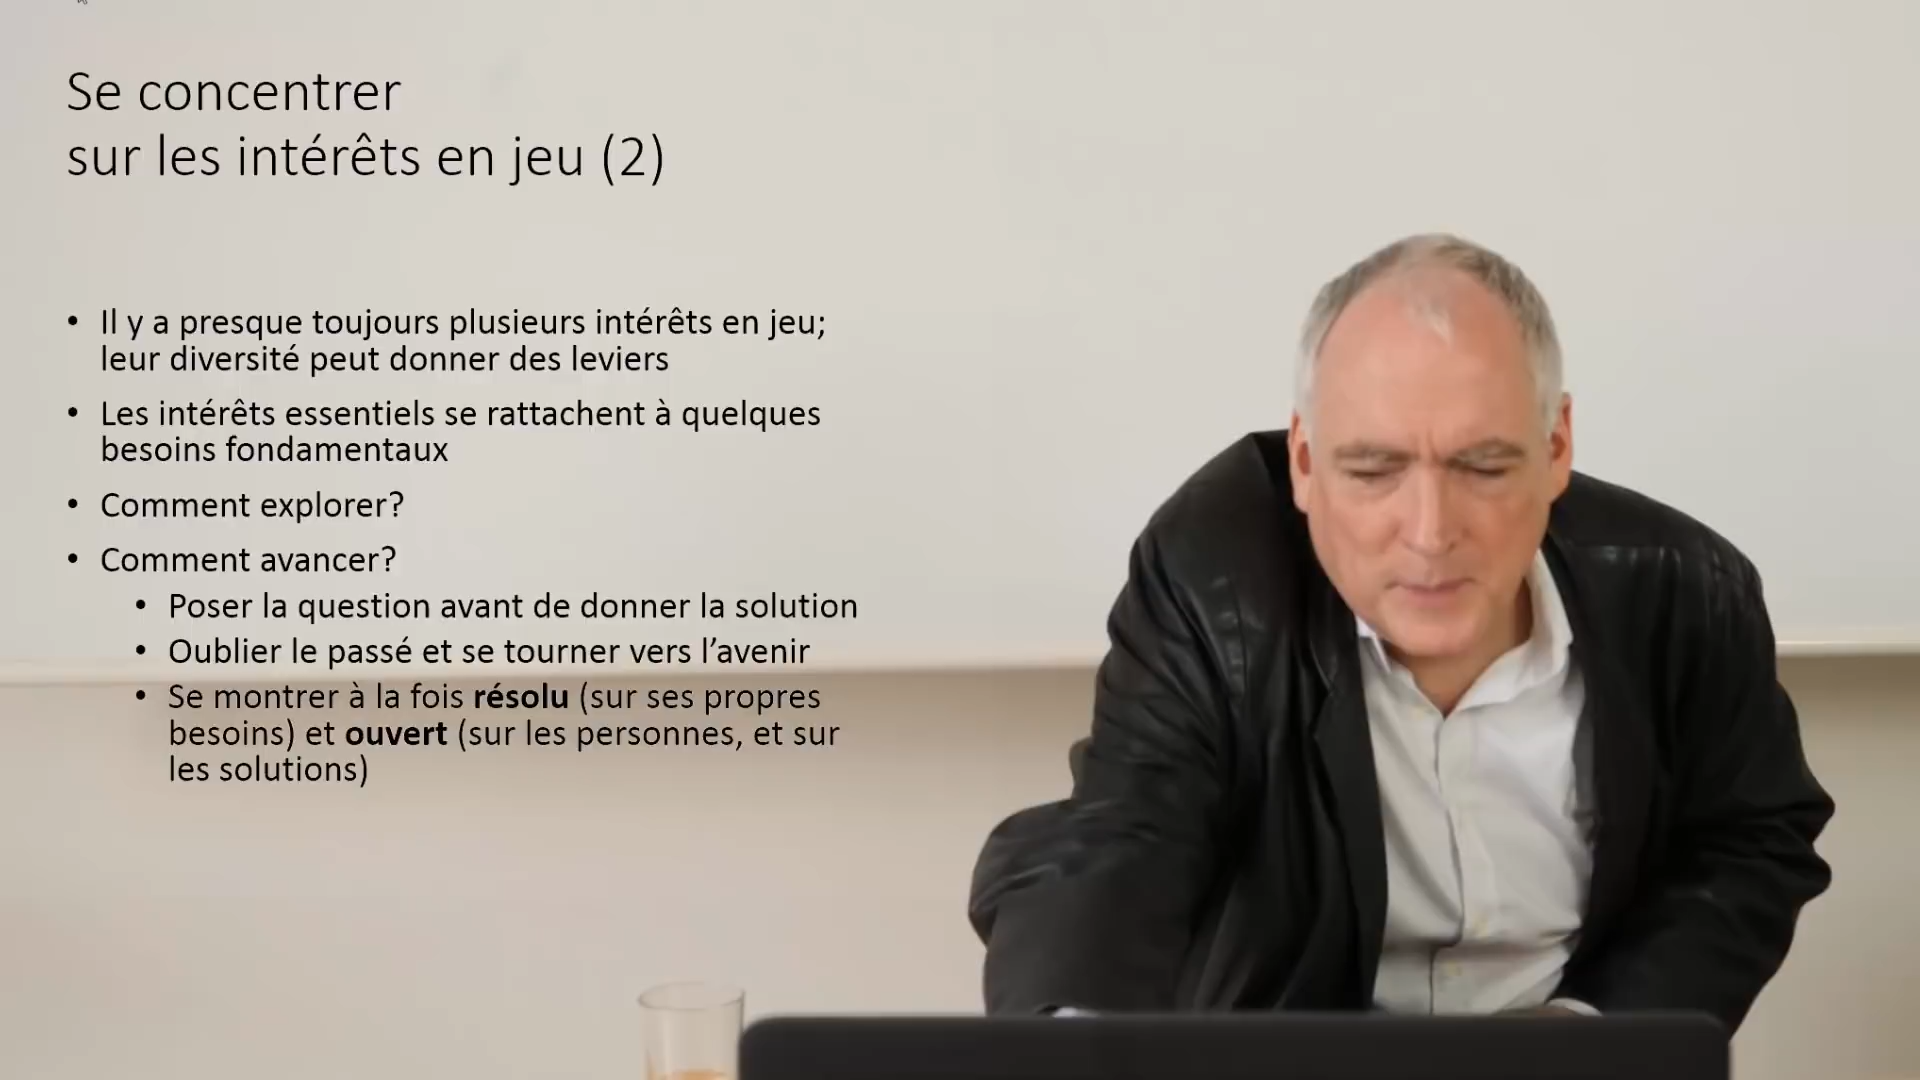 Se concentrer
sur les intérêts en jeu (2)
• Il y a presque toujours plusieurs intérêts en jeu;
leur diversité peut donner des leviers
• Les intérêts essentiels se rattachent à quelques
besoins fondamentaux
• Comment explorer?
• Comment avancer?
• Poser la question avant de donner la solution
• Oublier le passé et se tourner vers l’avenir
• Se montrer à la fois résolu (sur ses propres
besoins) et ouvert (sur les personnes, et sur
les solutions)